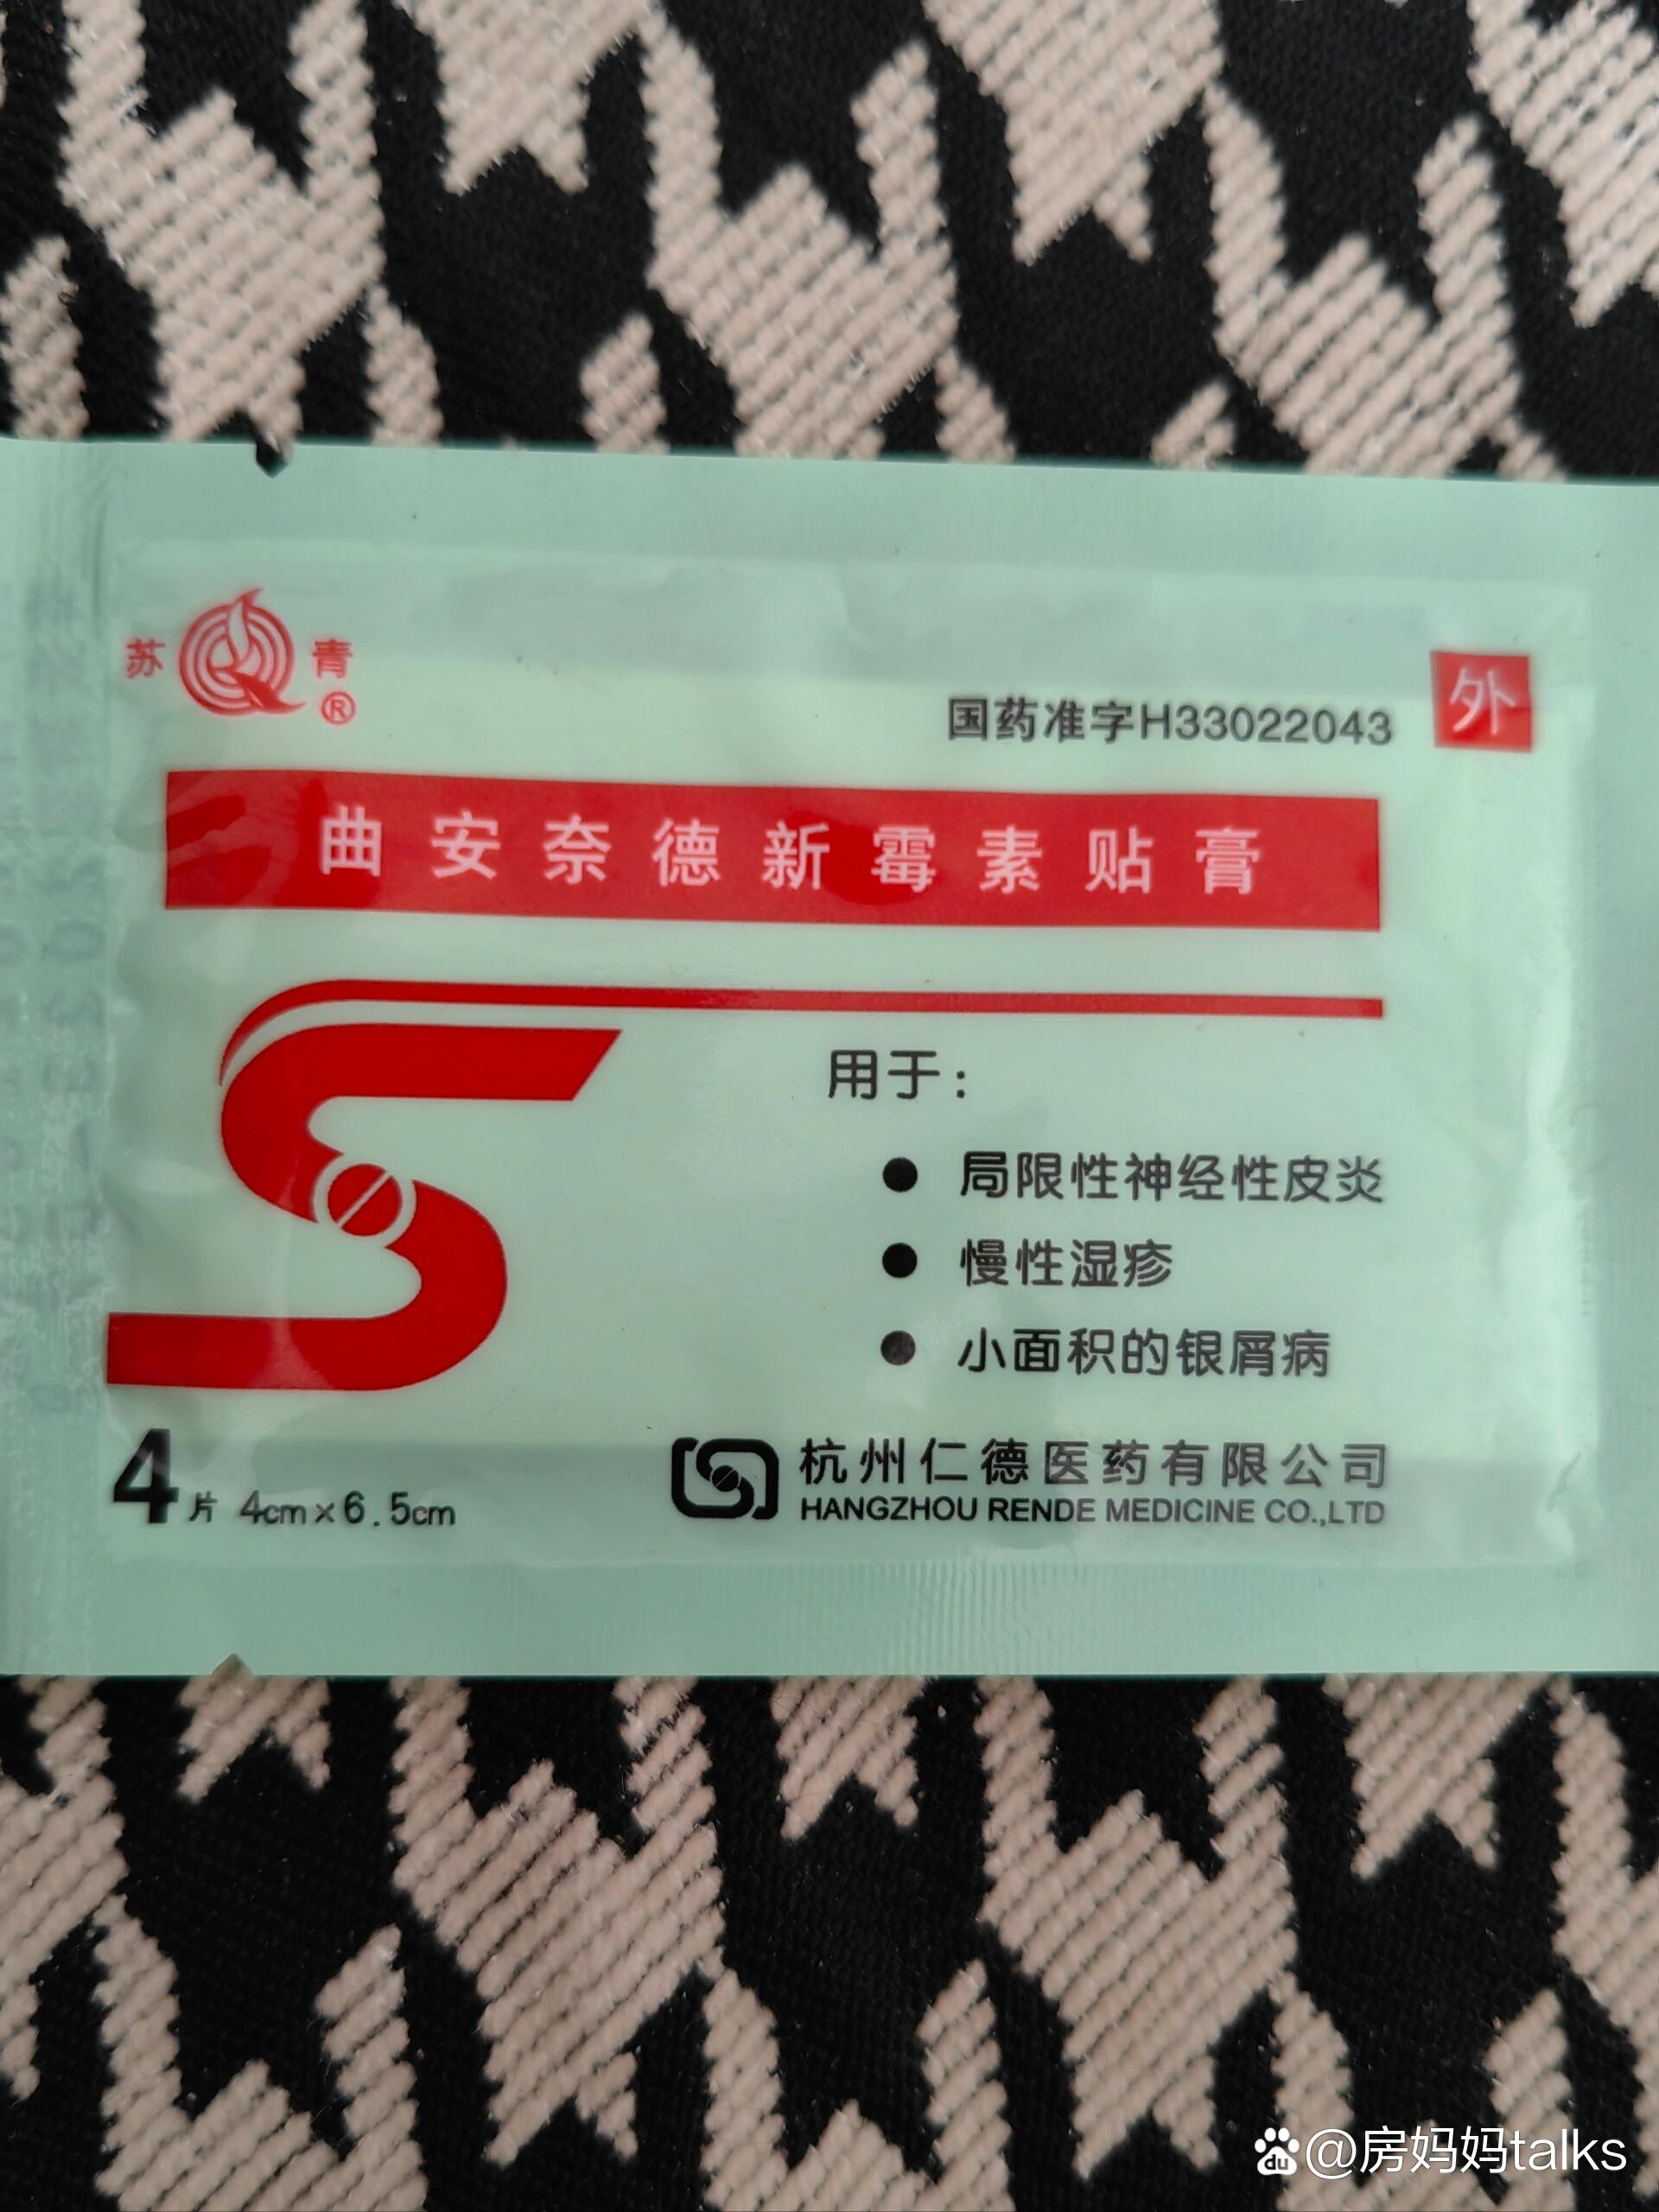 苏 青
®
国药准字H33022043
外
曲安奈德新霉素贴膏
用于：
● 局限性神经性皮炎
● 慢性湿疹
● 小面积的银屑病
4片 4cm×6.5cm
杭州仁德医药有限公司
HANGZHOU RENDE MEDICINE CO.,LTD
du @房妈妈talks